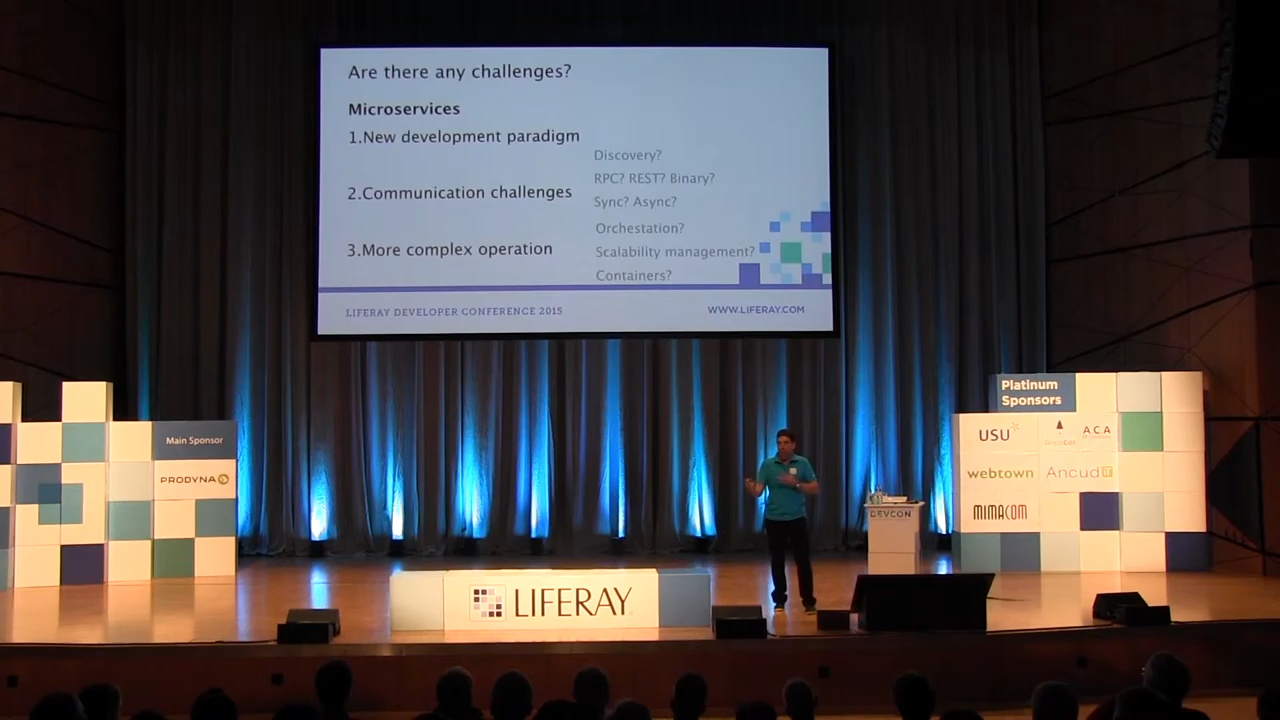 Are there any challenges?
Microservices
1.New development paradigm
Discovery?
RPC? REST? Binary?
2.Communication challenges
Sync? Async?
Orchestation?
3.More complex operation
Scalability management?
Containers?
LIFERAY DEVELOPER CONFERENCE 2015
WWW.LIFERAY.COM
Main Sponsor
PRODYNA
Platinum
Sponsors
USU
ACA
webtown
Ancud IT
MIMACOM
DEVCON
LIFERAY